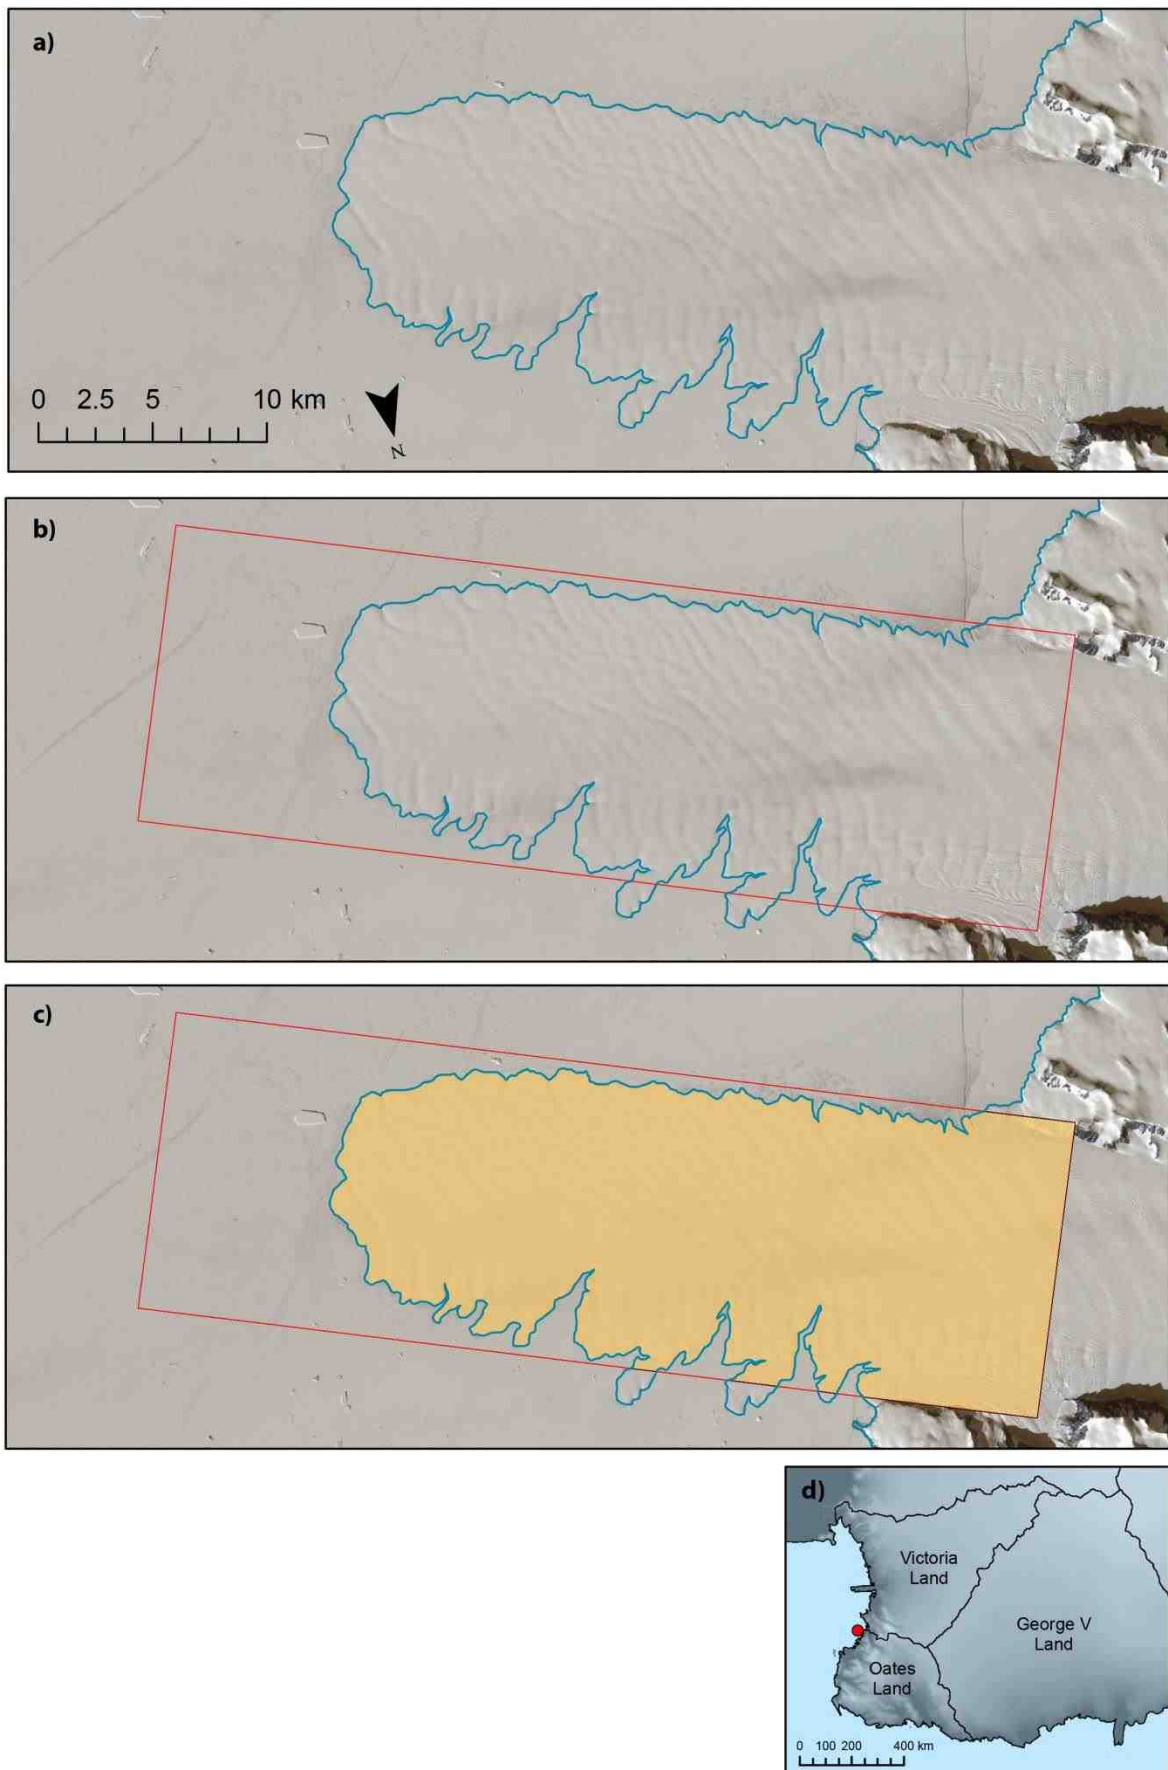 a)
0 2.5 5 10 km
N
b)
c)
d)
Victoria
Land
George V
Land
Oates
Land
0 100 200 400 km